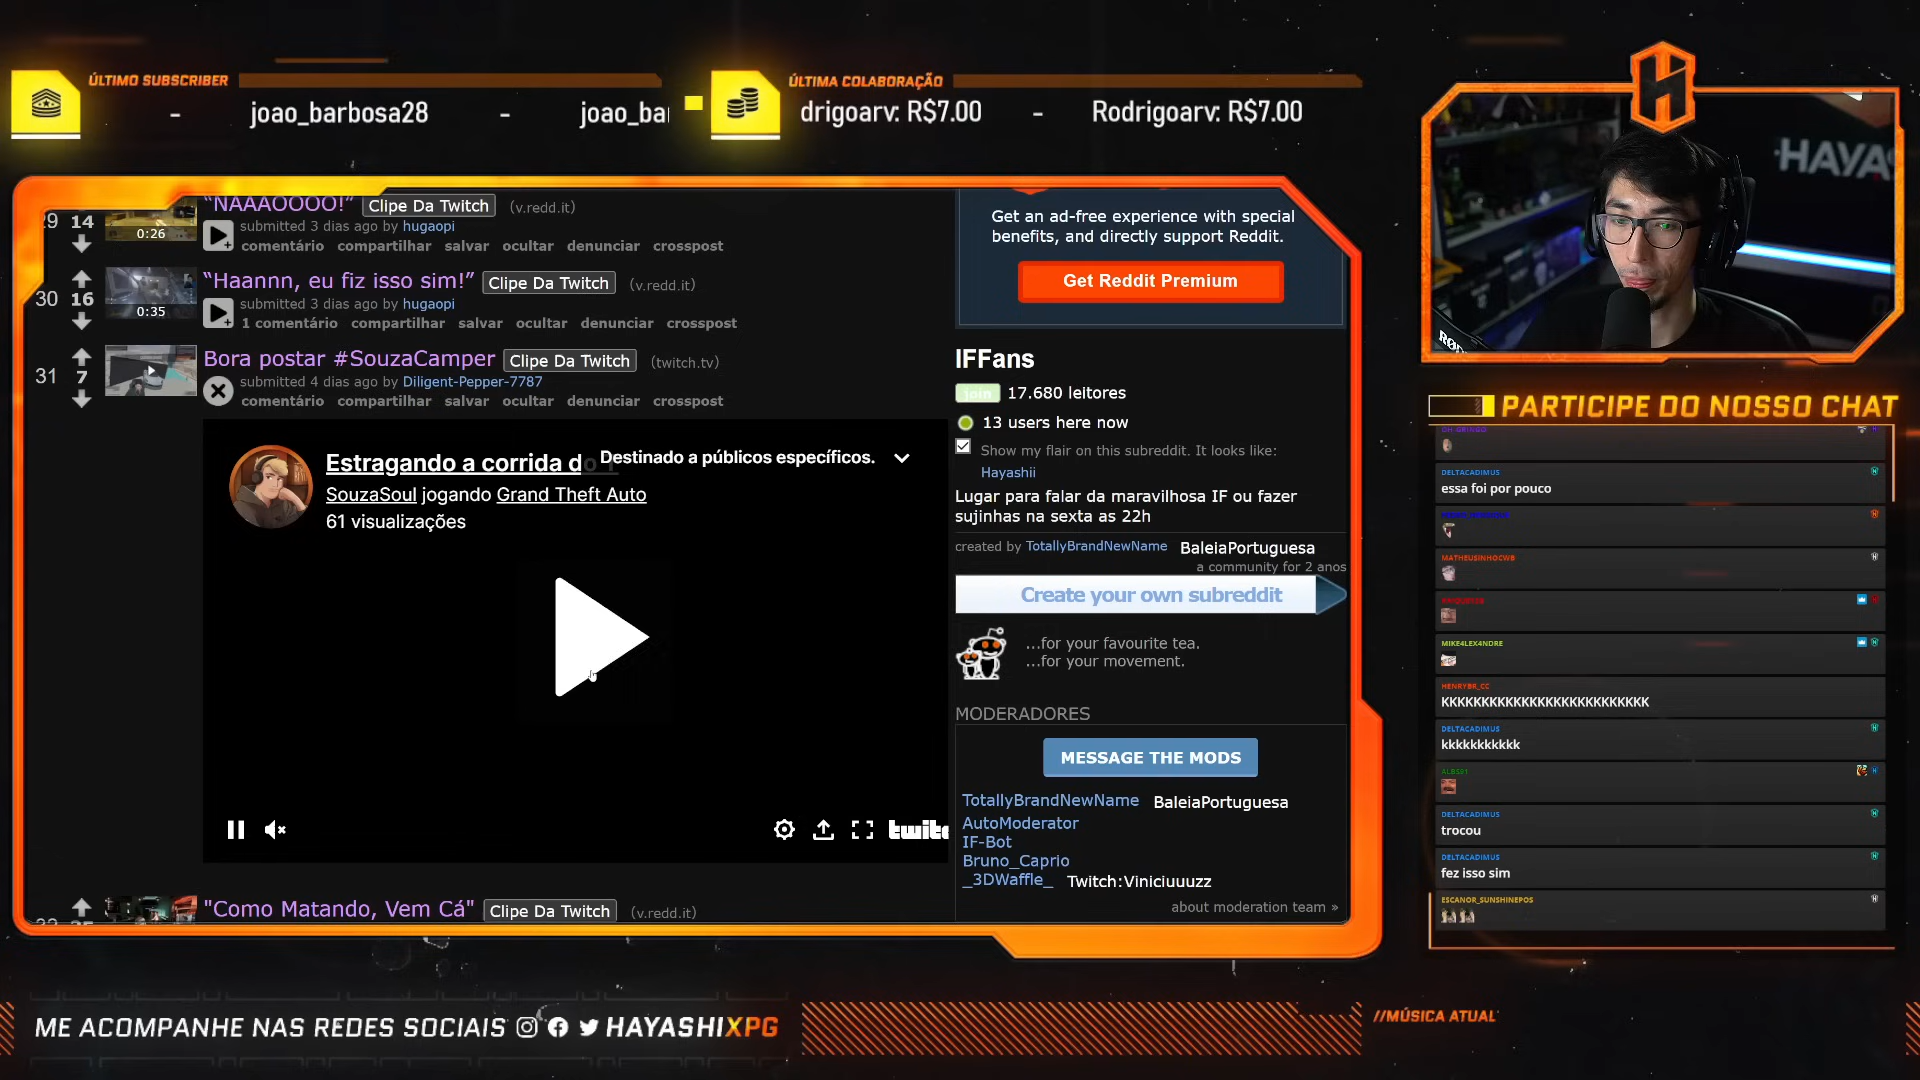 ÚLTIMO SUBSCRIBER
- joao_barbosa28 - joao_ba
ÚLTIMA COLABORAÇÃO
drigoarv: R$7.00 - Rodrigoarv: R$7.00
14
0:26
“NAAAOOOO!” Clipe Da Twitch (v.redd.it)
submitted 3 dias ago by hugaopi
comentário compartilhar salvar ocultar denunciar crosspost
30
16
0:35
“Haannn, eu fiz isso sim!” Clipe Da Twitch (v.redd.it)
submitted 3 dias ago by hugaopi
1 comentário compartilhar salvar ocultar denunciar crosspost
31
7
Bora postar #SouzaCamper Clipe Da Twitch (twitch.tv)
submitted 4 dias ago by Diligent-Pepper-7787
comentário compartilhar salvar ocultar denunciar crosspost
Estragando a corrida do
Destinado a públicos específicos.
SouzaSoul jogando Grand Theft Auto
61 visualizações
"Como Matando, Vem Cá" Clipe Da Twitch (v.redd.it)
Get an ad-free experience with special
benefits, and directly support Reddit.
Get Reddit Premium
IFFans
join 17.680 leitores
13 users here now
Show my flair on this subreddit. It looks like:
Hayashii
Lugar para falar da maravilhosa IF ou fazer
sujinhas na sexta as 22h
created by TotallyBrandNewName BaleiaPortuguesa
a community for 2 anos
Create your own subreddit
...for your favourite tea.
...for your movement.
MODERADORES
MESSAGE THE MODS
TotallyBrandNewName BaleiaPortuguesa
AutoModerator
IF-Bot
Bruno_Caprio
_3DWaffle_ Twitch:Viniciuuuzz
about moderation team »
HAYAS
PARTICIPE DO NOSSO CHAT
OH_GRINGO
DELTACADIMUS
essa foi por pouco
MATHEUSINHOCWB
MIKE4LEX4NDRE
HENRYBR_CC
KKKKKKKKKKKKKKKKKKKKKKKKKK
DELTACADIMUS
kkkkkkkkkkk
DELTACADIMUS
trocou
DELTACADIMUS
fez isso sim
ESCANOR_SUNSHINEPOS
ME ACOMPANHE NAS REDES SOCIAIS HAYASHIXPG
//MÚSICA ATUAL